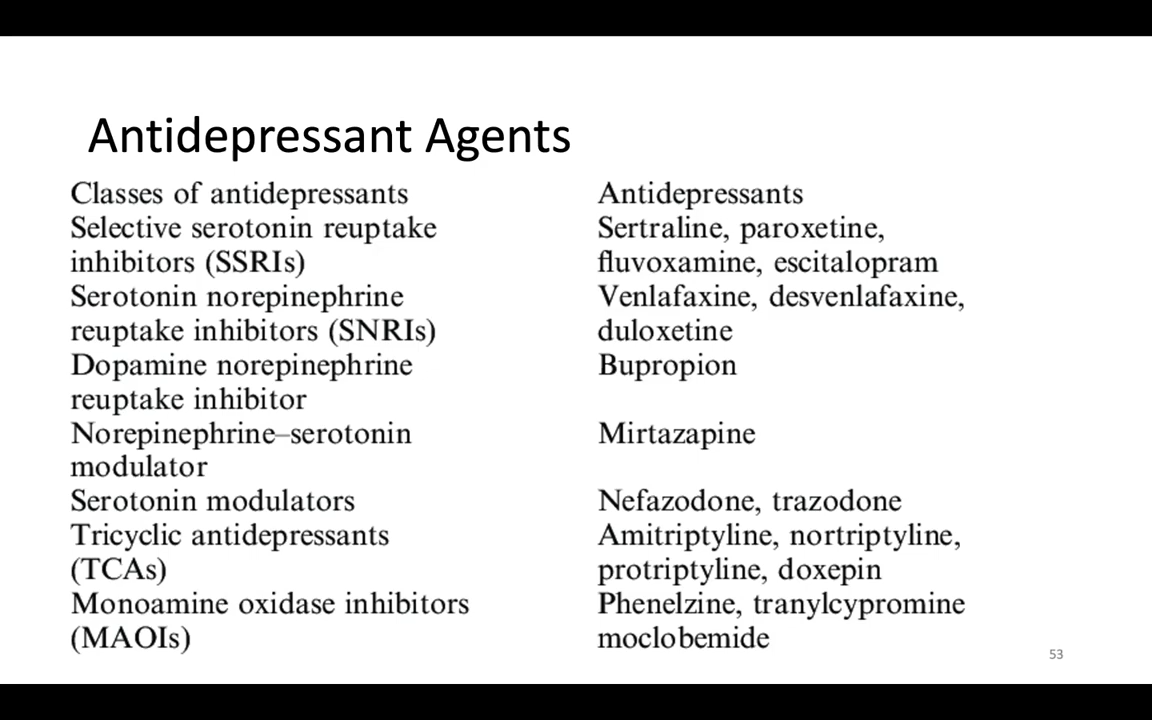 Antidepressant Agents
Classes of antidepressants Antidepressants
Selective serotonin reuptake Sertraline, paroxetine,
inhibitors (SSRIs) fluvoxamine, escitalopram
Serotonin norepinephrine Venlafaxine, desvenlafaxine,
reuptake inhibitors (SNRIs) duloxetine
Dopamine norepinephrine Bupropion
reuptake inhibitor
Norepinephrine–serotonin Mirtazapine
modulator
Serotonin modulators Nefazodone, trazodone
Tricyclic antidepressants Amitriptyline, nortriptyline,
(TCAs) protriptyline, doxepin
Monoamine oxidase inhibitors Phenelzine, tranylcypromine
(MAOIs) moclobemide
53